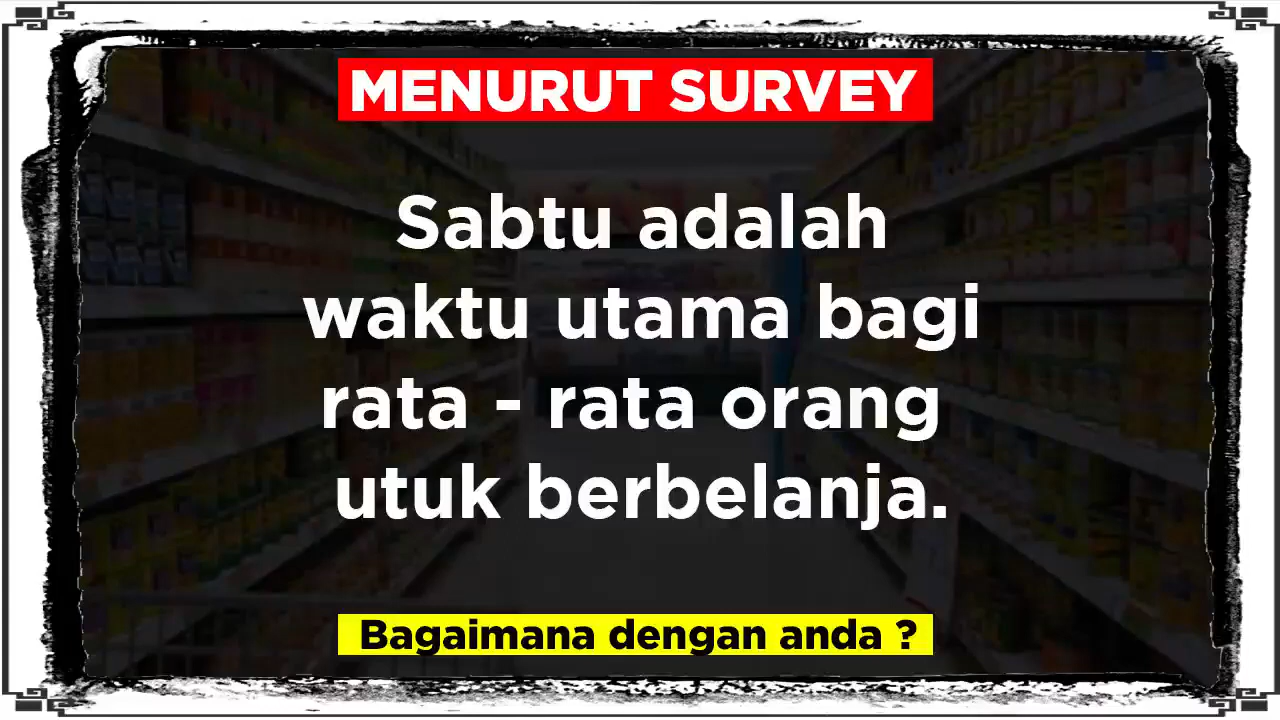 MENURUT SURVEY
Sabtu adalah
waktu utama bagi
rata - rata orang
utuk berbelanja.
Bagaimana dengan anda ?